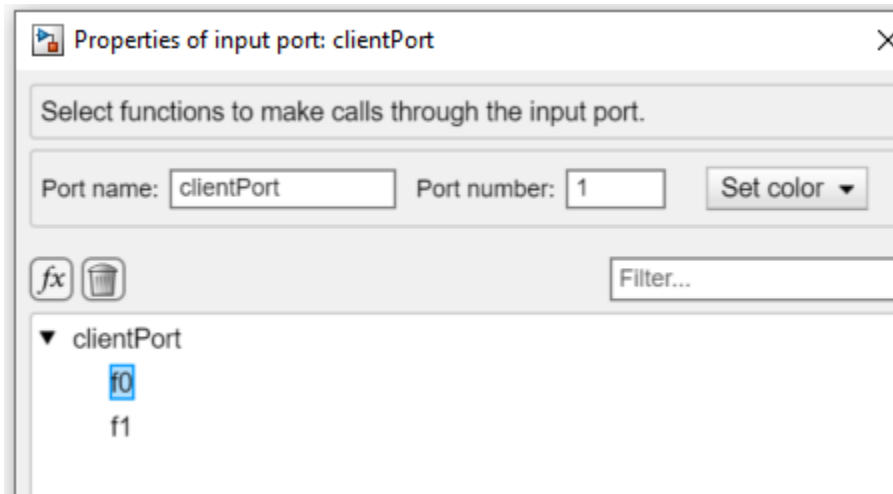 Properties of input port: clientPort
Select functions to make calls through the input port.
Port name: clientPort Port number: 1 Set color
fx Filter...
clientPort
f0
f1